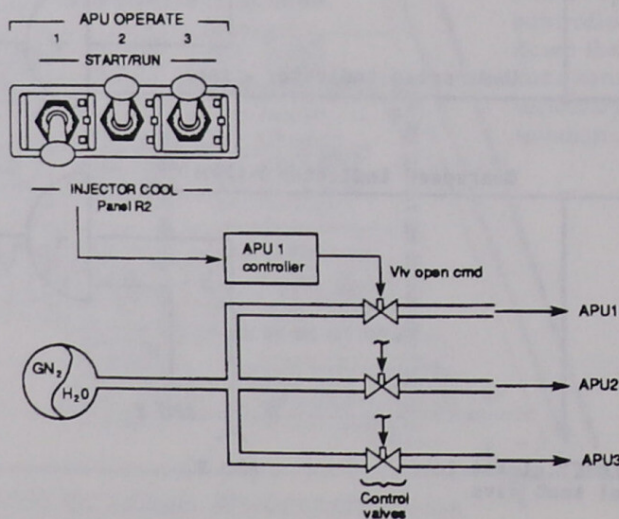 APU OPERATE
1 2 3
START/RUN
INJECTOR COOL
Panel R2
APU 1
controller
Vlv open cmd
APU1
GN2
H2O
APU2
APU3
Control
valves